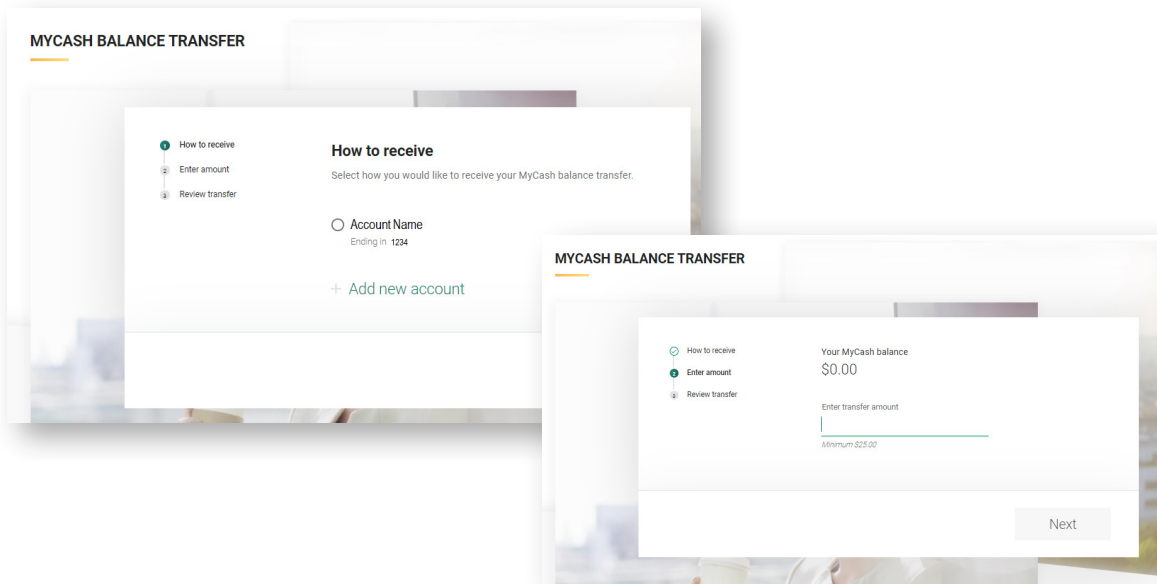 MYCASH BALANCE TRANSFER
1 How to receive
2 Enter amount
3 Review transfer
How to receive
Select how you would like to receive your MyCash balance transfer.
Account Name
Ending in 1234
+ Add new account
MYCASH BALANCE TRANSFER
How to receive
2 Enter amount
3 Review transfer
Your MyCash balance
$0.00
Enter transfer amount
Minimum $25.00
Next